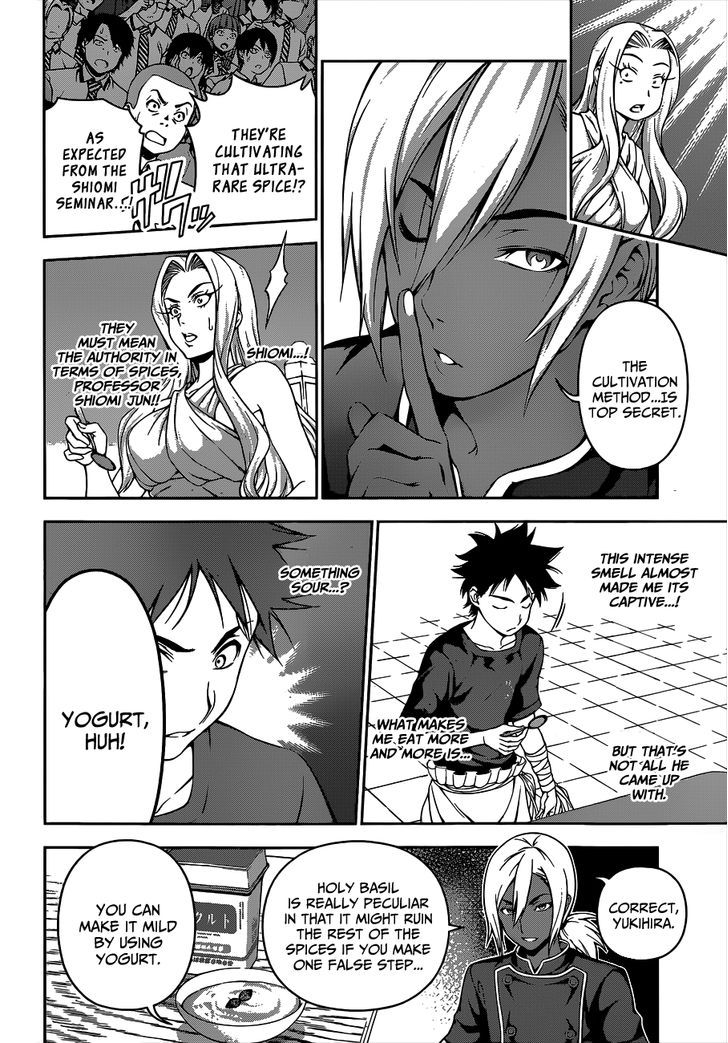 THE
CULTIVATION
METHOD...IS
TOP SECRET.
THEY'RE
CULTIVATING
THAT ULTRA-
RARE SPICE!?
AS
EXPECTED
FROM THE
SHIOMI
SEMINAR...!
SHIOMI...!
THEY
MUST MEAN
THE AUTHORITY IN
TERMS OF SPICES,
PROFESSOR
SHIOMI JUN!!
THIS INTENSE
SMELL ALMOST
MADE ME ITS
CAPTIVE...!
BUT THAT'S
NOT ALL HE
CAME UP
WITH.
WHAT MAKES
ME EAT MORE
AND MORE IS...
SOMETHING
SOUR...?
YOGURT,
HUH!
CORRECT,
YUKIHIRA.
HOLY BASIL
IS REALLY PECULIAR
IN THAT IT MIGHT RUIN
THE REST OF THE
SPICES IF YOU MAKE
ONE FALSE STEP...
YOU CAN
MAKE IT MILD
BY USING
YOGURT.